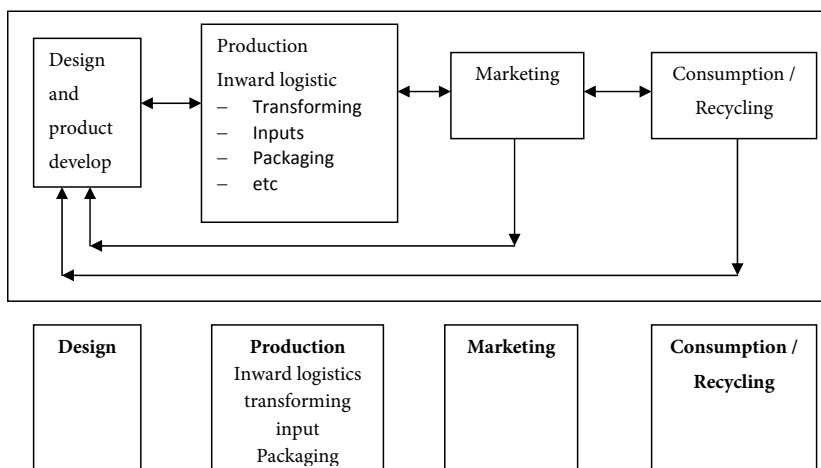 Design
and
product
develop
Production
Inward logistic
– Transforming
– Inputs
– Packaging
– etc
Marketing
Consumption /
Recycling
Design
Production
Inward logistics
transforming
input
Packaging
Marketing
Consumption /
Recycling